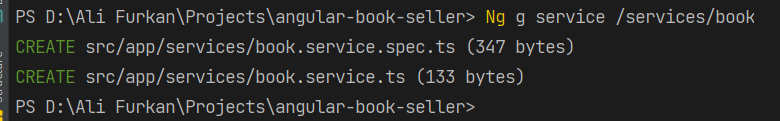 PS D:\Ali Furkan\Projects\angular-book-seller> Ng g service /services/book
CREATE src/app/services/book.service.spec.ts (347 bytes)
CREATE src/app/services/book.service.ts (133 bytes)
PS D:\Ali Furkan\Projects\angular-book-seller>